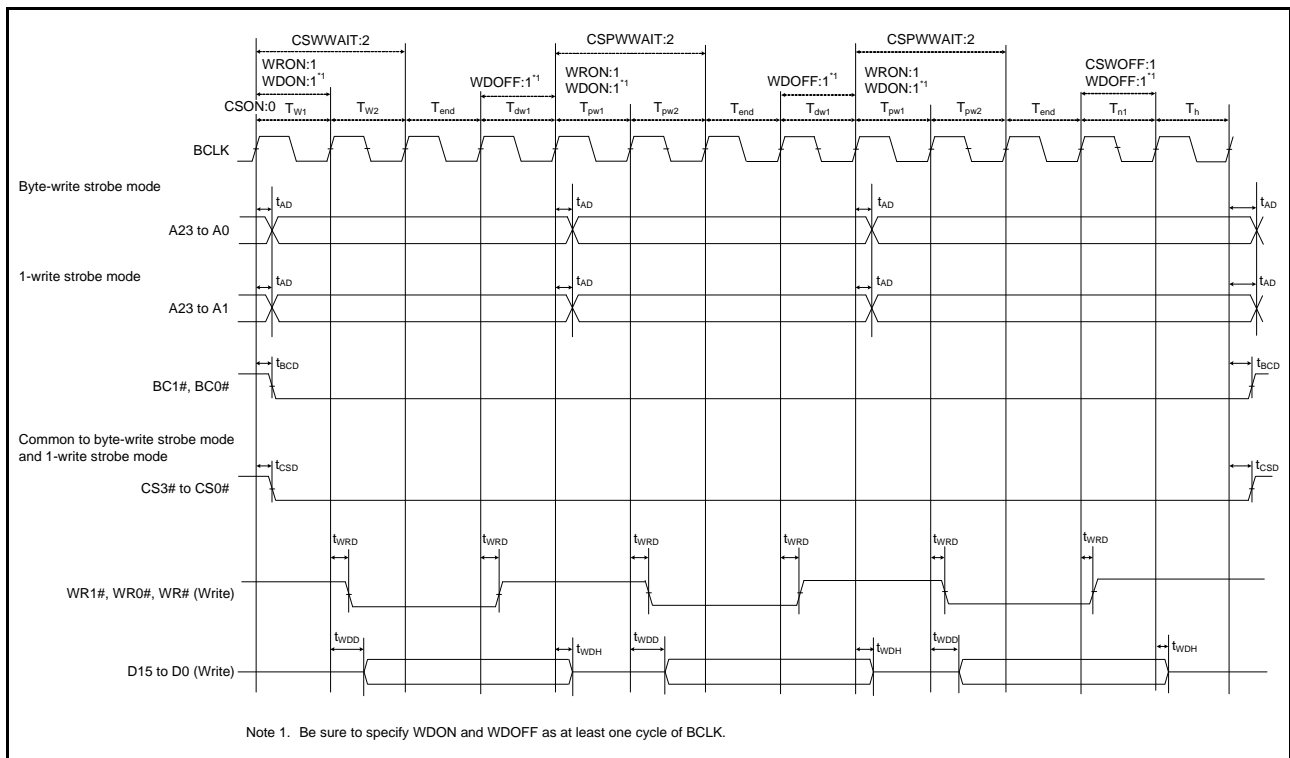 CSWWAIT:2
CSPWWAIT:2
CSPWWAIT:2
WRON:1
WDON:1*1
WDOFF:1*1
WRON:1
WDON:1*1
WDOFF:1*1
WRON:1
WDON:1*1
CSWOFF:1
WDOFF:1*1
CSON:0
TW1 TW2 Tend Tdw1 Tpw1 Tpw2 Tend Tdw1 Tpw1 Tpw2 Tend Tn1 Th
BCLK
Byte-write strobe mode
tAD tAD tAD tAD
A23 to A0
1-write strobe mode
tAD tAD tAD tAD
A23 to A1
tBCD tBCD
BC1#, BC0#
Common to byte-write strobe mode
and 1-write strobe mode
tCSD tCSD
CS3# to CS0#
tWRD tWRD tWRD tWRD tWRD tWRD
WR1#, WR0#, WR# (Write)
tWDD tWDH tWDD tWDH tWDD tWDH
D15 to D0 (Write)
Note 1. Be sure to specify WDON and WDOFF as at least one cycle of BCLK.